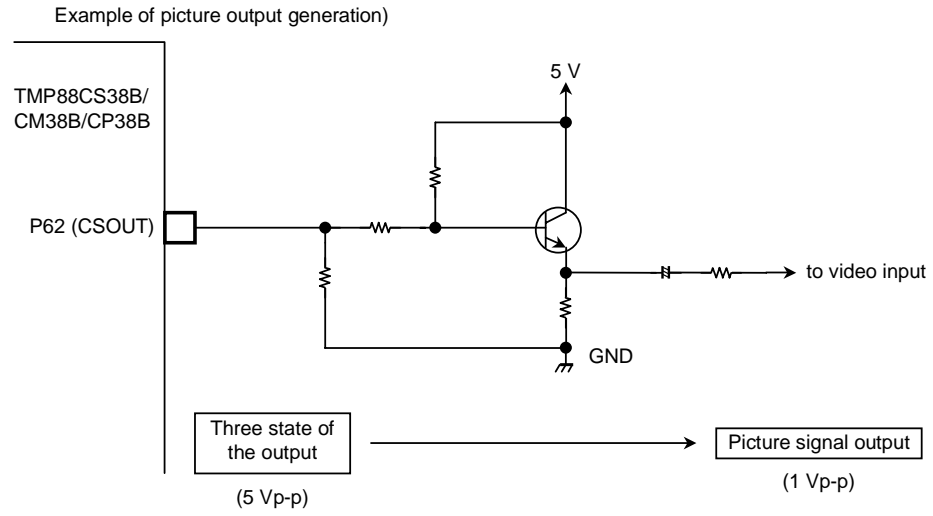 Example of picture output generation)
5 V
TMP88CS38B/
CM38B/CP38B
P62 (CSOUT)
to video input
GND
Three state of
the output
Picture signal output
(5 Vp-p)
(1 Vp-p)